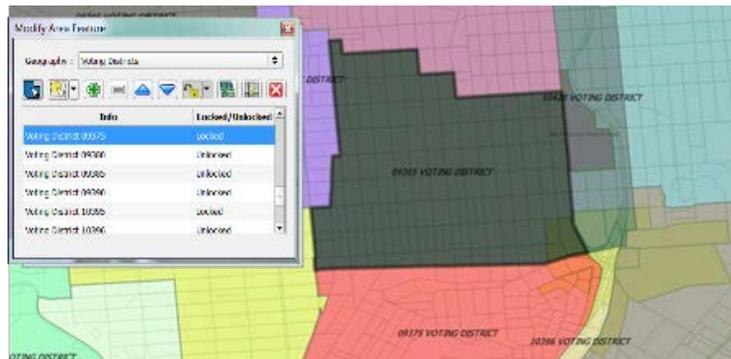 Modify Area Feature
Geography : Voting Districts
Info Locked/Unlocked
Voting District 09375 Locked
Voting District 09380 Unlocked
Voting District 09385 Unlocked
Voting District 09390 Unlocked
Voting District 10395 Locked
Voting District 10396 Unlocked
VOTING DISTRICT
DISTRICT
VOTING DISTRICT
09365 VOTING DISTRICT
09375 VOTING DISTRICT
10396 VOTING DISTRICT
VOTING DISTRICT